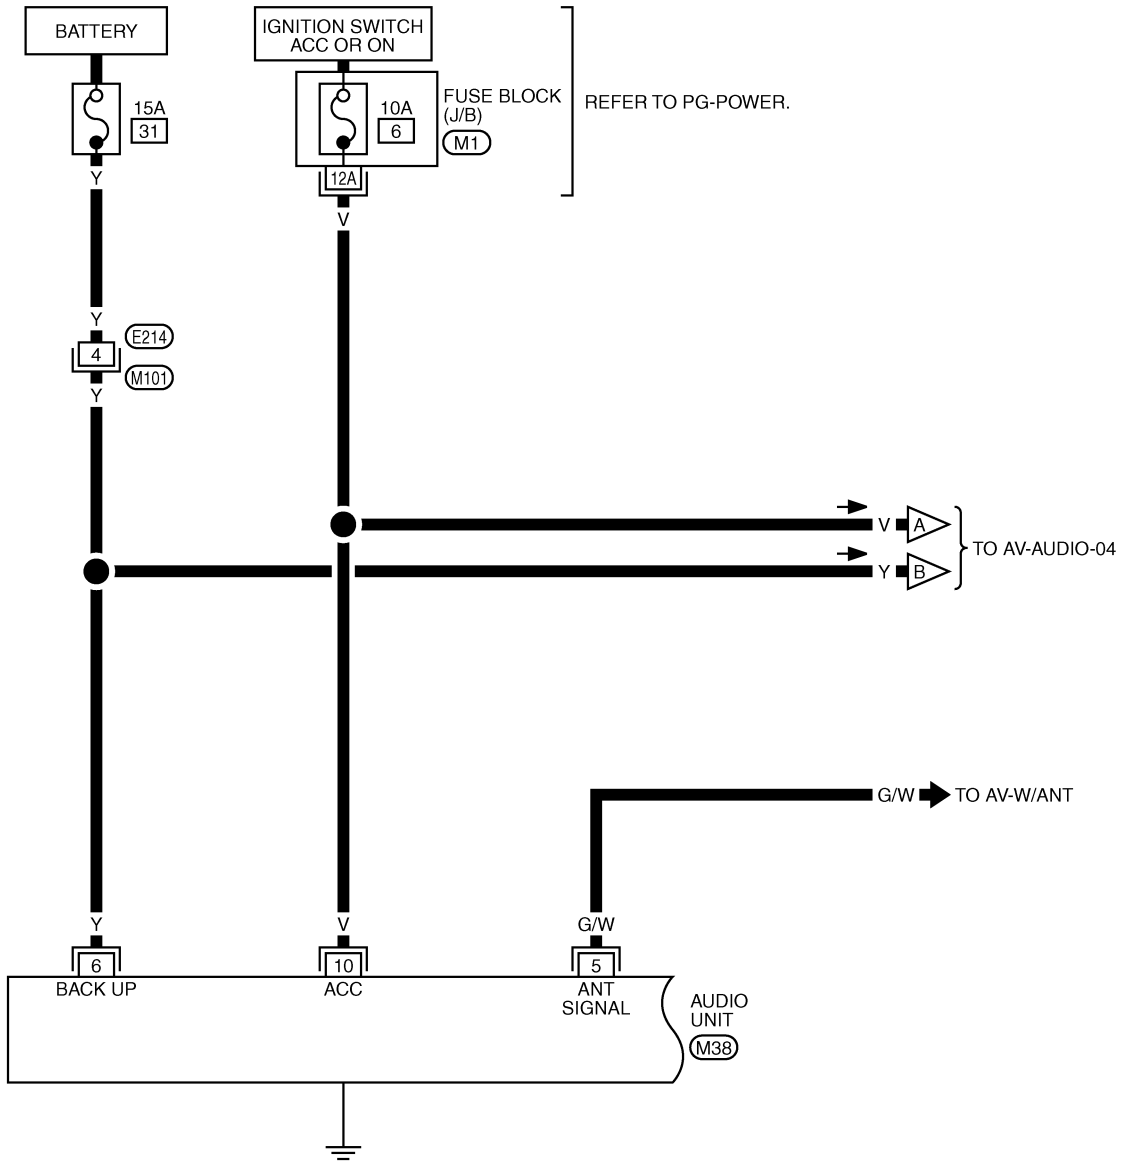 BATTERY
IGNITION SWITCH
ACC OR ON
15A
31
10A
6
FUSE BLOCK
(J/B)
M1
REFER TO PG-POWER.
12A
Y
V
Y
E214
4
M101
Y
V
A
TO AV-AUDIO-04
Y
B
G/W
TO AV-W/ANT
Y
V
G/W
6
10
5
BACK UP
ACC
ANT
SIGNAL
AUDIO
UNIT
M38